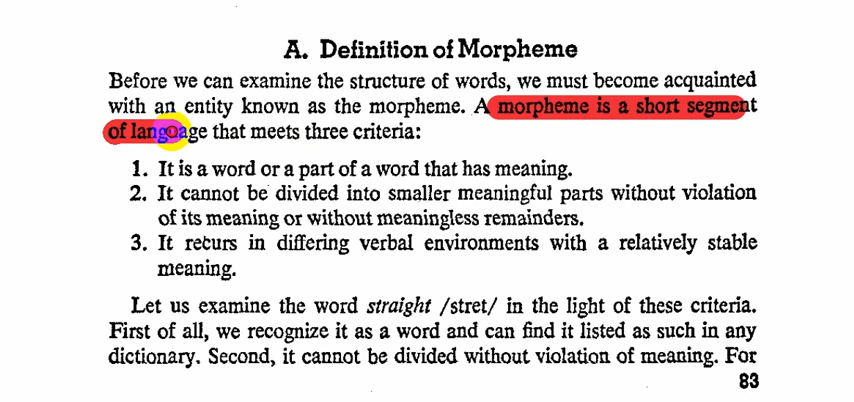 A. Definition of Morpheme
Before we can examine the structure of words, we must become acquainted
with an entity known as the morpheme. A morpheme is a short segment
of language that meets three criteria:
1. It is a word or a part of a word that has meaning.
2. It cannot be divided into smaller meaningful parts without violation
of its meaning or without meaningless remainders.
3. It recurs in differing verbal environments with a relatively stable
meaning.
Let us examine the word straight /stret/ in the light of these criteria.
First of all, we recognize it as a word and can find it listed as such in any
dictionary. Second, it cannot be divided without violation of meaning. For
83